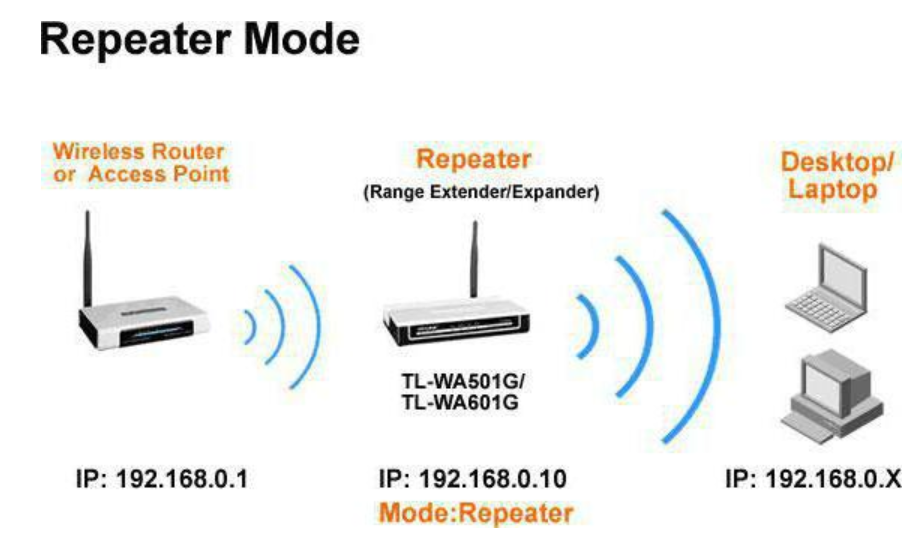 Repeater Mode
Wireless Router
or Access Point
Repeater
(Range Extender/Expander)
Desktop/
Laptop
TL-WA501G/
TL-WA601G
IP: 192.168.0.1
IP: 192.168.0.10
IP: 192.168.0.X
Mode:Repeater